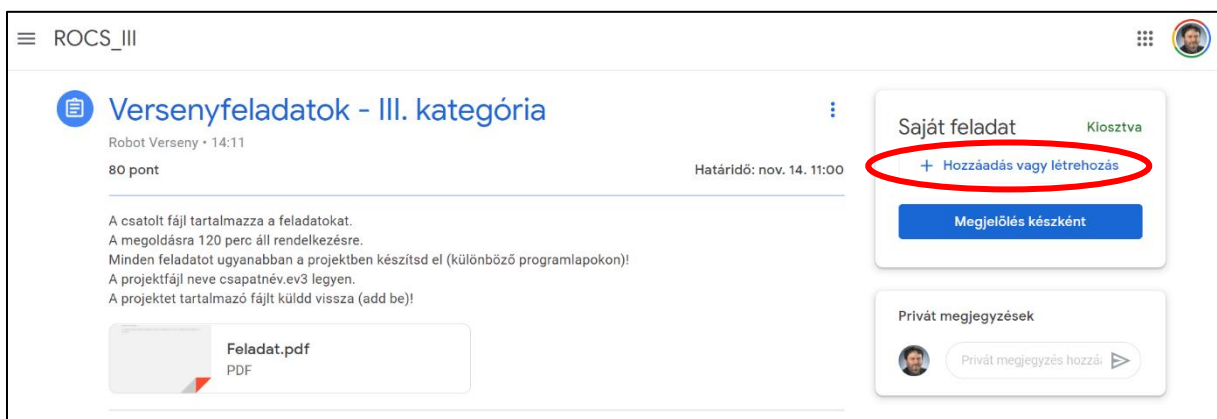 ROCS_III
Versenyfeladatok - III. kategória
Robot Verseny • 14:11
80 pont
Határidő: nov. 14. 11:00
A csatolt fájl tartalmazza a feladatokat.
A megoldásra 120 perc áll rendelkezésre.
Minden feladatot ugyanabban a projektben készítsd el (különböző programlapokon)!
A projektfájl neve csapatnév.ev3 legyen.
A projektet tartalmazó fájlt küldd vissza (add be)!
Feladat.pdf
PDF
Saját feladat
Kiosztva
+ Hozzáadás vagy létrehozás
Megjelölés készként
Privát megjegyzések
Privát megjegyzés hozzá